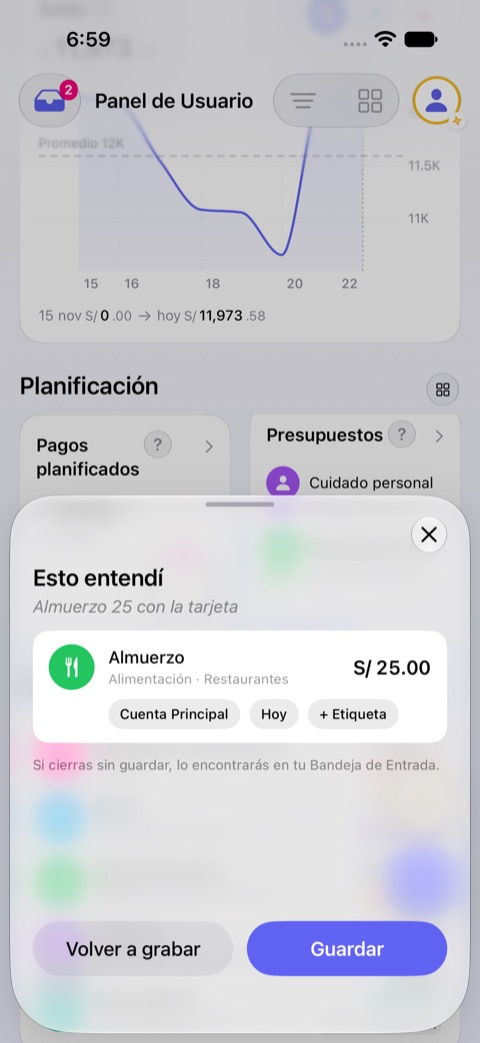 6:59
2
Panel de Usuario
Promedio 12K
11.5K
11K
15 16 18 20 22
15 nov S/ 0 .00 → hoy S/ 11,973 .58
Planificación
Pagos planificados
?
Presupuestos
?
Cuidado personal
Esto entendí
Almuerzo 25 con la tarjeta
Almuerzo
S/ 25.00
Alimentación · Restaurantes
Cuenta Principal
Hoy
+ Etiqueta
Si cierras sin guardar, lo encontrarás en tu Bandeja de Entrada.
Volver a grabar
Guardar